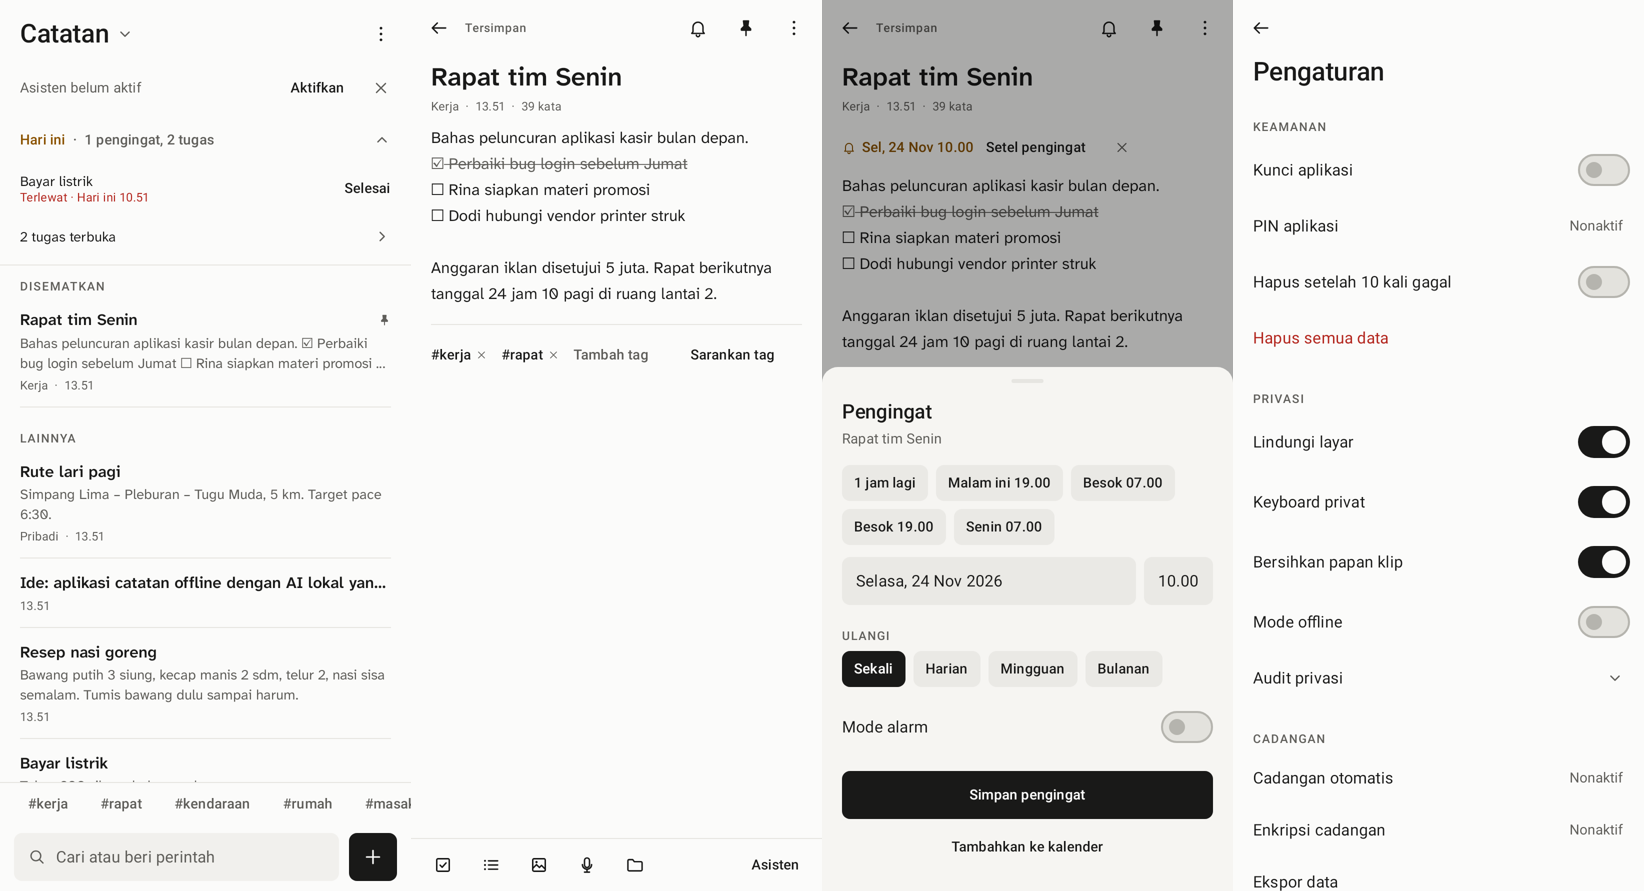 Catatan
Asisten belum aktif Aktifkan
Hari ini · 1 pengingat, 2 tugas
Bayar listrik
Terlewat · Hari ini 10.51
Selesai
2 tugas terbuka
DISEMATKAN
Rapat tim Senin
Bahas peluncuran aplikasi kasir bulan depan. ☑ Perbaiki
bug login sebelum Jumat ☐ Rina siapkan materi promosi ...
Kerja · 13.51
LAINNYA
Rute lari pagi
Simpang Lima – Pleburan – Tugu Muda, 5 km. Target pace
6:30.
Pribadi · 13.51
Ide: aplikasi catatan offline dengan AI lokal yan...
13.51
Resep nasi goreng
Bawang putih 3 siung, kecap manis 2 sdm, telur 2, nasi sisa
semalam. Tumis bawang dulu sampai harum.
13.51
Bayar listrik
#kerja #rapat #kendaraan #rumah #masak
Cari atau beri perintah
Tersimpan
Rapat tim Senin
Kerja · 13.51 · 39 kata
Bahas peluncuran aplikasi kasir bulan depan.
☑ Perbaiki bug login sebelum Jumat
☐ Rina siapkan materi promosi
☐ Dodi hubungi vendor printer struk
Anggaran iklan disetujui 5 juta. Rapat berikutnya
tanggal 24 jam 10 pagi di ruang lantai 2.
#kerja × #rapat × Tambah tag Sarankan tag
Asisten
Tersimpan
Rapat tim Senin
Kerja · 13.51 · 39 kata
Sel, 24 Nov 10.00 Setel pengingat
Bahas peluncuran aplikasi kasir bulan depan.
☑ Perbaiki bug login sebelum Jumat
☐ Rina siapkan materi promosi
☐ Dodi hubungi vendor printer struk
Anggaran iklan disetujui 5 juta. Rapat berikutnya
tanggal 24 jam 10 pagi di ruang lantai 2.
Pengingat
Rapat tim Senin
1 jam lagi Malam ini 19.00 Besok 07.00
Besok 19.00 Senin 07.00
Selasa, 24 Nov 2026 10.00
ULANGI
Sekali Harian Mingguan Bulanan
Mode alarm
Simpan pengingat
Tambahkan ke kalender
Pengaturan
KEAMANAN
Kunci aplikasi
PIN aplikasi Nonaktif
Hapus setelah 10 kali gagal
Hapus semua data
PRIVASI
Lindungi layar
Keyboard privat
Bersihkan papan klip
Mode offline
Audit privasi
CADANGAN
Cadangan otomatis Nonaktif
Enkripsi cadangan Nonaktif
Ekspor data